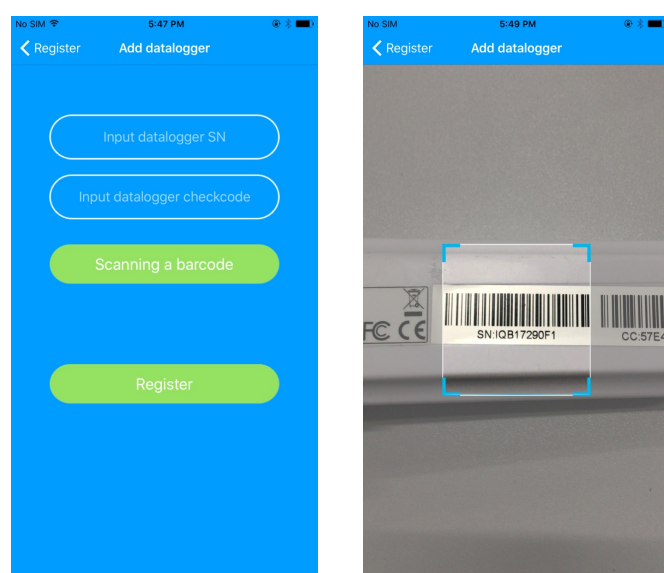 No SIM 5:47 PM
Register Add datalogger
Input datalogger SN
Input datalogger checkcode
Scanning a barcode
Register
No SIM 5:49 PM
Register Add datalogger
FC CE
SN:IQB17290F1
CC:57E4